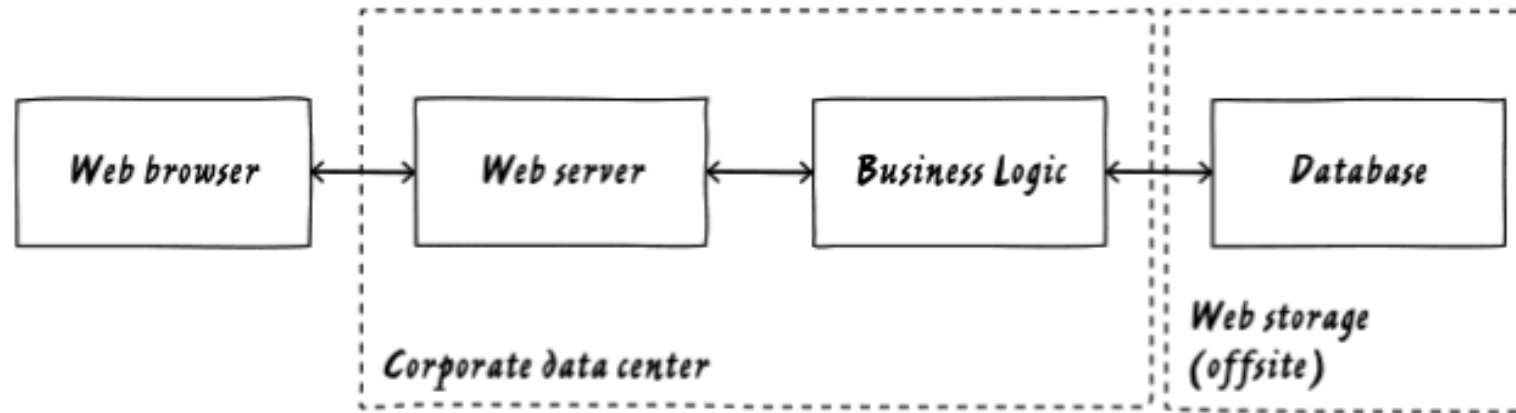 Web browser
Web server
Business Logic
Database
Corporate data center
Web storage
(offsite)